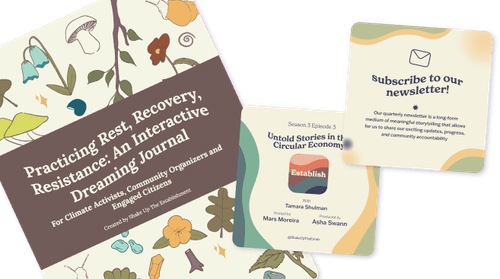 Practicing Rest, Recovery,
Resistance: An Interactive
Dreaming Journal
For Climate Activists, Community Organizers and
Engaged Citizens
Created by Shake Up The Establishment
Season 3 Episode 3
Untold Stories in the
Circular Economy
Establish
With
Tamara Shulman
Hosted by
Mars Moreira
Produced by
Asha Swann
@ShakeUpTheEstab
Subscribe to our
newsletter!
Our quarterly newsletter is a long-form
medium of meaningful storytelling that allows
for us to share our exciting updates, progress,
and community accountability